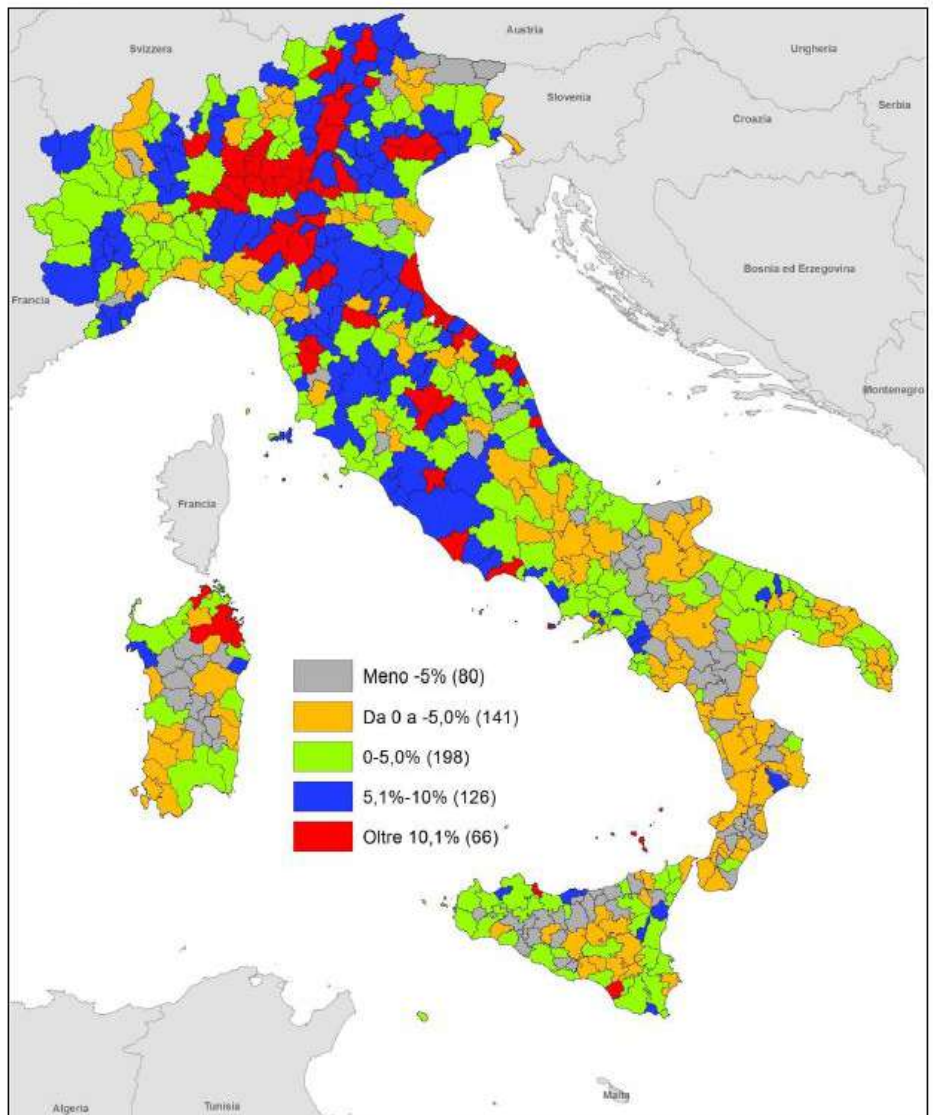 Austria
Svizzera
Ungheria
Slovenia
Serbia
Croazia
Bosnia ed Erzegovina
Francia
Montenegro
Francia
Meno -5% (80)
Da 0 a -5,0% (141)
0-5,0% (198)
5,1%-10% (126)
Oltre 10,1% (66)
Malta
Algeria
Tunisia